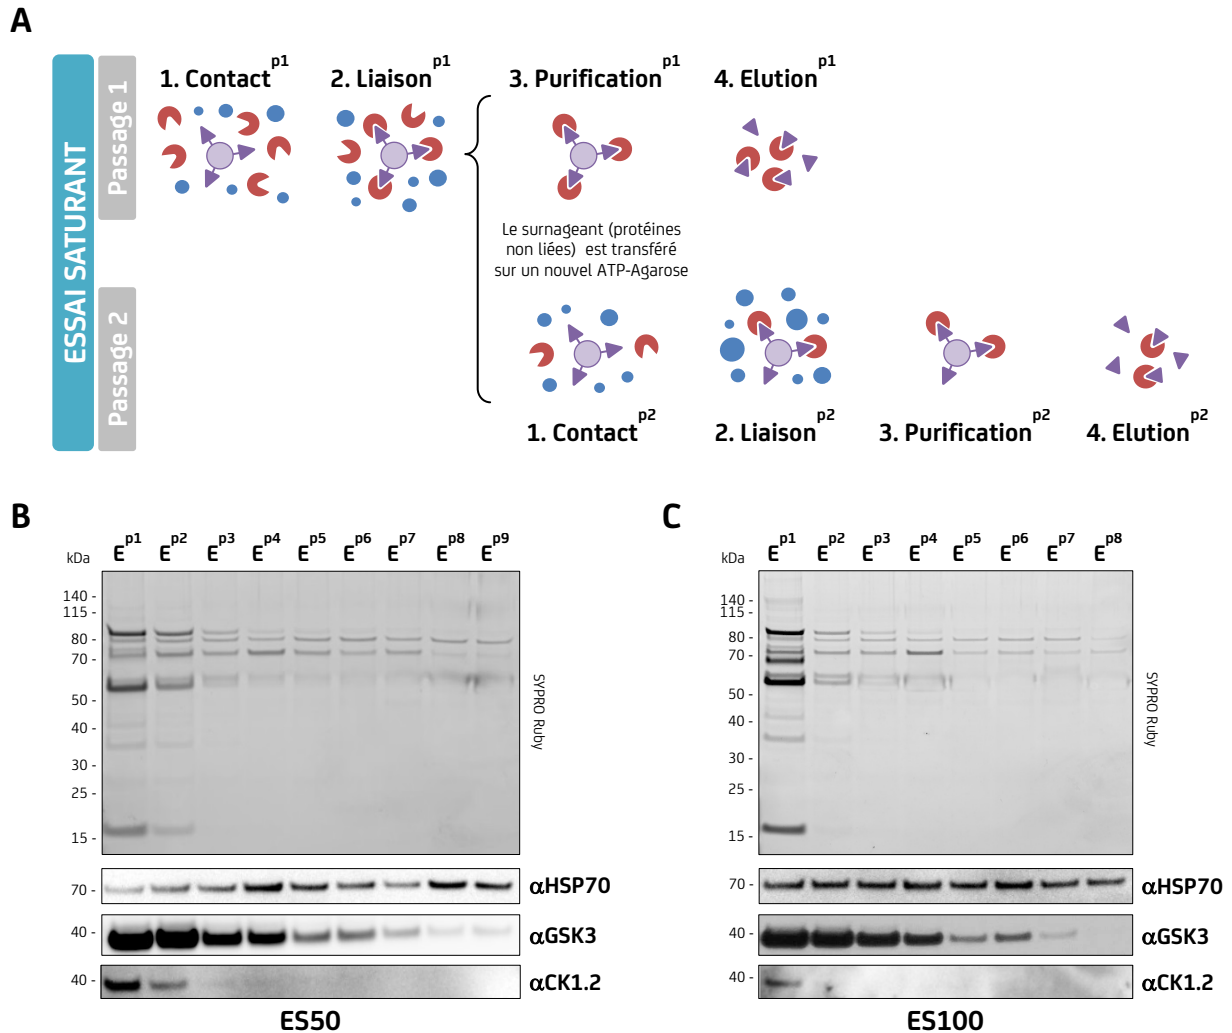 A
ESSAI SATURANT
Passage 1
1. Contact^p1
2. Liaison^p1
3. Purification^p1
4. Elution^p1
Le surnageant (protéines
non liées) est transféré
sur un nouvel ATP-Agarose
Passage 2
1. Contact^p2
2. Liaison^p2
3. Purification^p2
4. Elution^p2
B
kDa
E^p1 E^p2 E^p3 E^p4 E^p5 E^p6 E^p7 E^p8 E^p9
140 -
115 -
80 -
70 -
50 -
40 -
30 -
25 -
15 -
SYPRO Ruby
70 -
αHSP70
40 -
αGSK3
40 -
αCK1.2
ES50
C
kDa
E^p1 E^p2 E^p3 E^p4 E^p5 E^p6 E^p7 E^p8
140 -
115 -
80 -
70 -
50 -
40 -
30 -
25 -
15 -
SYPRO Ruby
70 -
αHSP70
40 -
αGSK3
40 -
αCK1.2
ES100